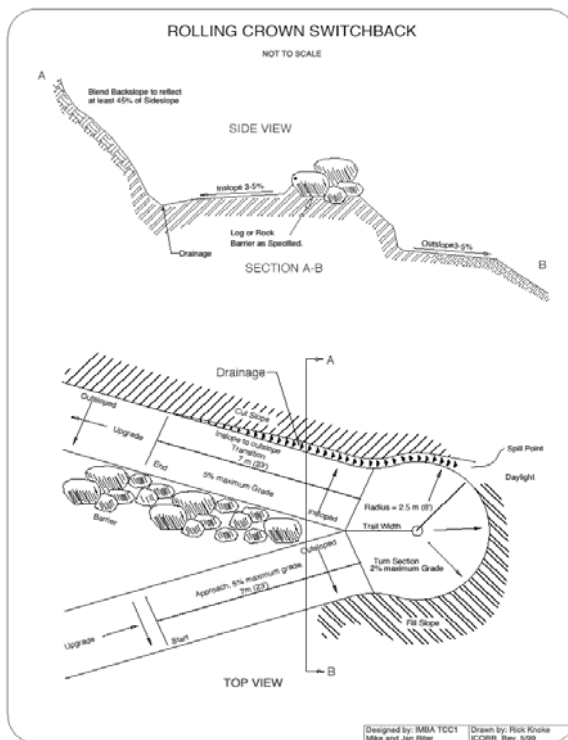 ROLLING CROWN SWITCHBACK
NOT TO SCALE
A
Blend Backslope to reflect
at least 45% of Sideslope
SIDE VIEW
Inslope 3-5%
Log or Rock
Barrier as Specified.
Drainage
Outslope3-5%
SECTION A-B
B
A
Drainage
Cut Slope
Outsloped
Upgrade
Inslope to outslope
Transition
7 m (23')
End
5% maximum Grade
Insloped
Spill Point
Daylight
Radius = 2.5 m (8')
Trail Width
Barrier
Outsloped
Turn Section
2% maximum Grade
Approach, 5% maximum grade
7m (23')
Fill Slope
Upgrade
Start
B
TOP VIEW
Designed by: IMBA TCC1
Mike and Jan Riter
Drawn by: Rick Knoke
ICORR Rev. 5/99